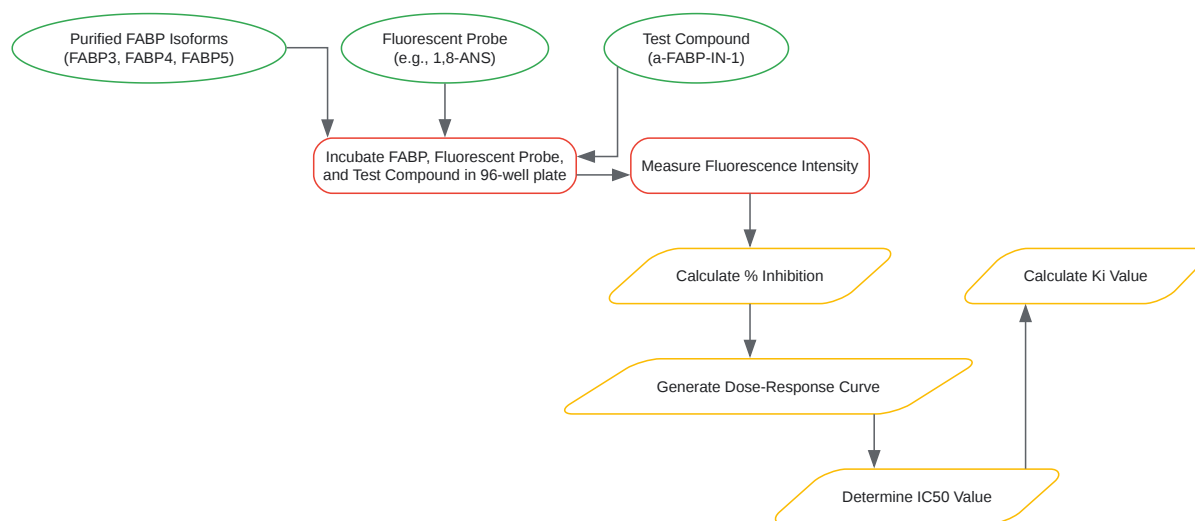 Purified FABP Isoforms
(FABP3, FABP4, FABP5)
Fluorescent Probe
(e.g., 1,8-ANS)
Test Compound
(a-FABP-IN-1)
Incubate FABP, Fluorescent Probe,
and Test Compound in 96-well plate
Measure Fluorescence Intensity
Calculate % Inhibition
Calculate Ki Value
Generate Dose-Response Curve
Determine IC50 Value